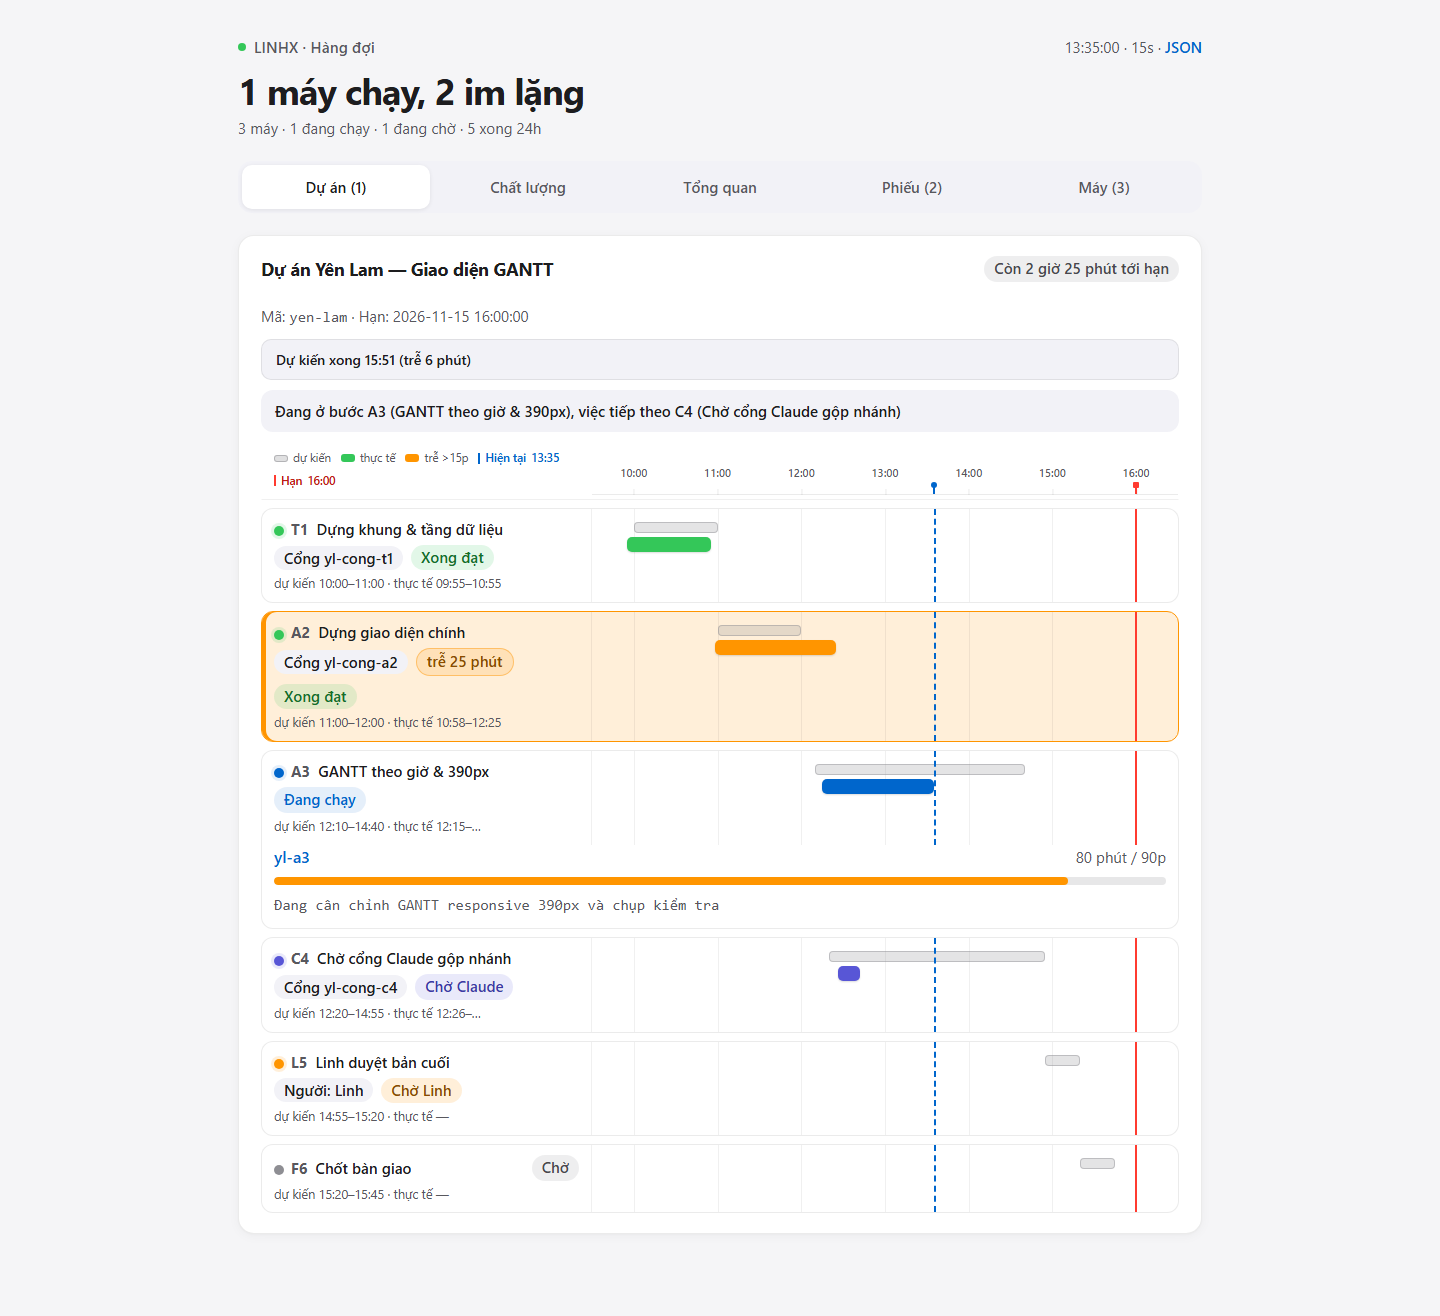 LINHX · Hàng đợi
13:35:00 · 15s · JSON
1 máy chạy, 2 im lặng
3 máy · 1 đang chạy · 1 đang chờ · 5 xong 24h
Dự án (1)
Chất lượng
Tổng quan
Phiếu (2)
Máy (3)
Dự án Yên Lam — Giao diện GANTT
Còn 2 giờ 25 phút tới hạn
Mã: yen-lam · Hạn: 2026-11-15 16:00:00
Dự kiến xong 15:51 (trễ 6 phút)
Đang ở bước A3 (GANTT theo giờ & 390px), việc tiếp theo C4 (Chờ cổng Claude gộp nhánh)
dự kiến thực tế trễ >15p Hiện tại 13:35
Hạn 16:00
10:00 11:00 12:00 13:00 14:00 15:00 16:00
T1 Dựng khung & tầng dữ liệu
Cổng yl-cong-t1 Xong đạt
dự kiến 10:00–11:00 · thực tế 09:55–10:55
A2 Dựng giao diện chính
Cổng yl-cong-a2 trễ 25 phút
Xong đạt
dự kiến 11:00–12:00 · thực tế 10:58–12:25
A3 GANTT theo giờ & 390px
Đang chạy
dự kiến 12:10–14:40 · thực tế 12:15–...
yl-a3
80 phút / 90p
Đang cân chỉnh GANTT responsive 390px và chụp kiểm tra
C4 Chờ cổng Claude gộp nhánh
Cổng yl-cong-c4 Chờ Claude
dự kiến 12:20–14:55 · thực tế 12:26–...
L5 Linh duyệt bản cuối
Người: Linh Chờ Linh
dự kiến 14:55–15:20 · thực tế —
F6 Chốt bàn giao
Chờ
dự kiến 15:20–15:45 · thực tế —